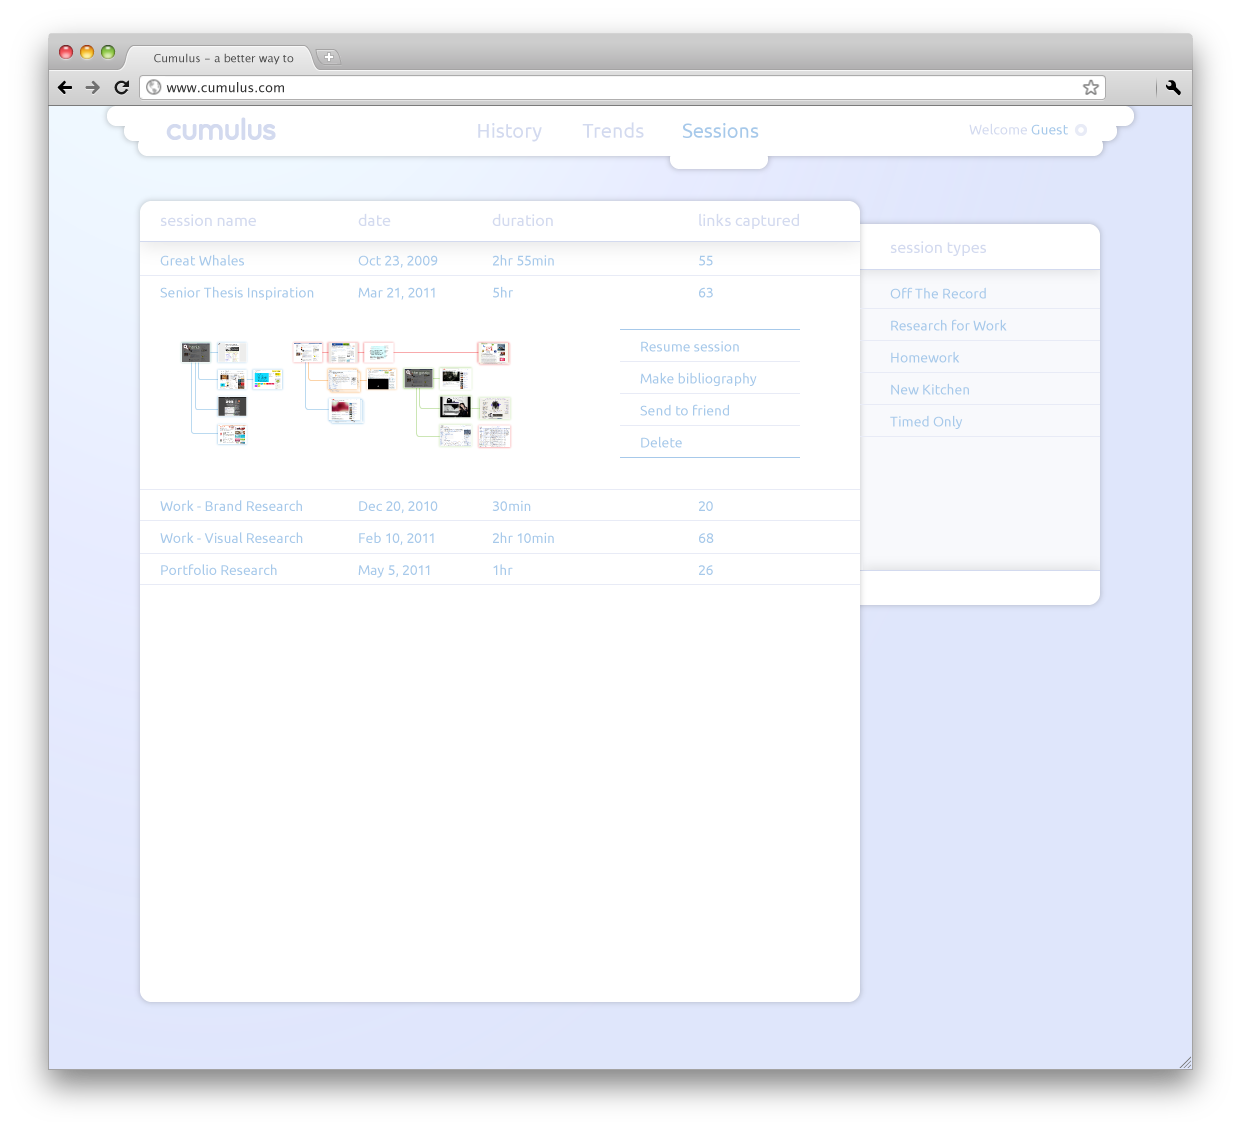 Cumulus - a better way to
www.cumulus.com
cumulus
History Trends Sessions
Welcome Guest
session name date duration links captured
Great Whales Oct 23, 2009 2hr 55min 55
Senior Thesis Inspiration Mar 21, 2011 5hr 63
Resume session
Make bibliography
Send to friend
Delete
Work - Brand Research Dec 20, 2010 30min 20
Work - Visual Research Feb 10, 2011 2hr 10min 68
Portfolio Research May 5, 2011 1hr 26
session types
Off The Record
Research for Work
Homework
New Kitchen
Timed Only